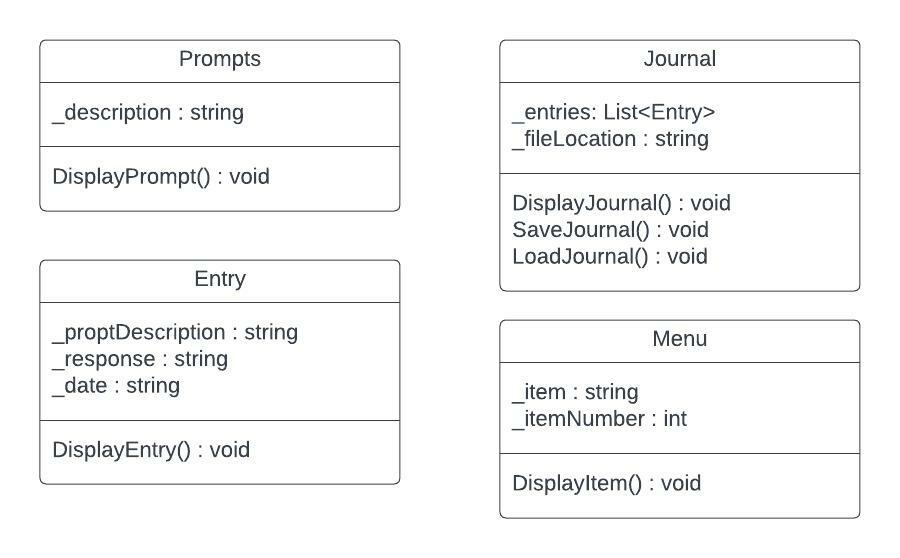 Prompts
_description : string
DisplayPrompt() : void
Entry
_proptDescription : string
_response : string
_date : string
DisplayEntry() : void
Journal
_entries: List<Entry>
_fileLocation : string
DisplayJournal() : void
SaveJournal() : void
LoadJournal() : void
Menu
_item : string
_itemNumber : int
DisplayItem() : void